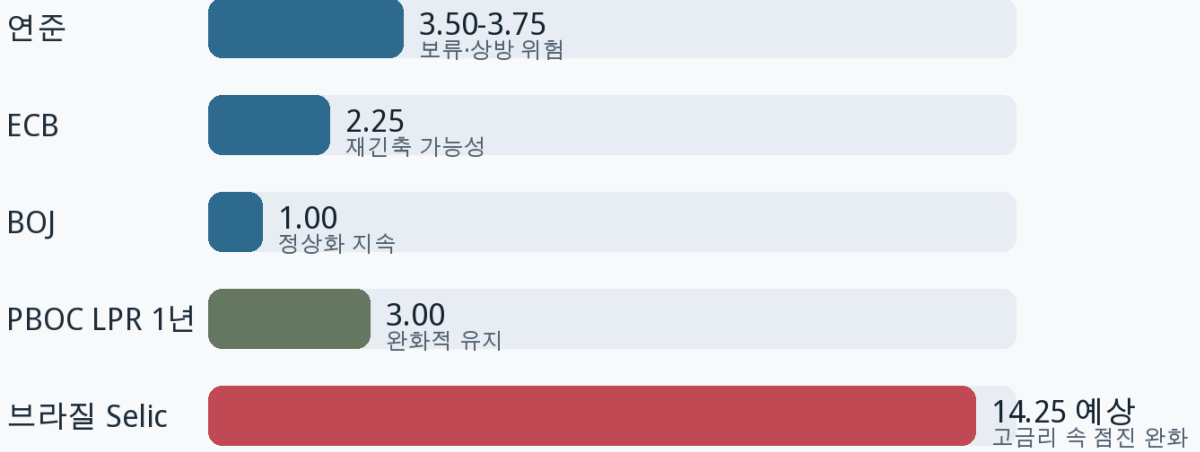 연준
3.50-3.75
보류·상방 위험
ECB
2.25
재긴축 가능성
BOJ
1.00
정상화 지속
PBOC LPR 1년
3.00
완화적 유지
브라질 Selic
14.25 예상
고금리 속 점진 완화